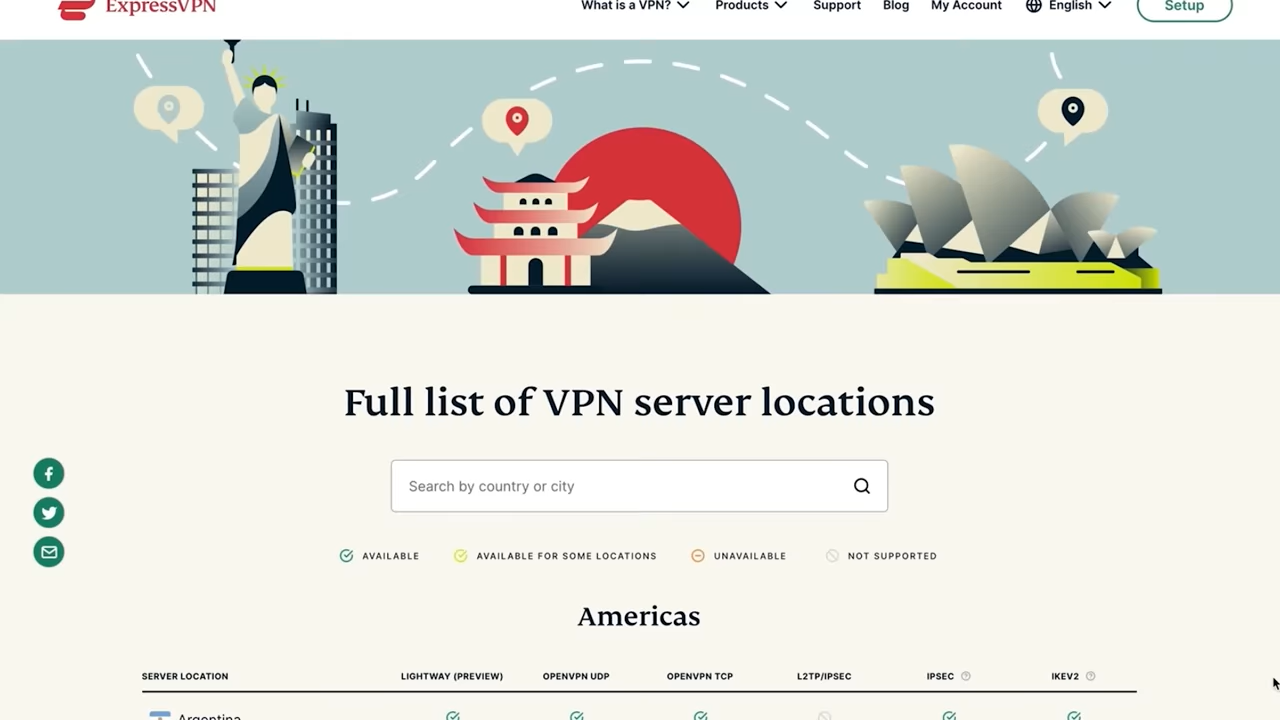 ExpressVPN
What is a VPN? Products Support Blog My Account English Setup
Full list of VPN server locations
Search by country or city
AVAILABLE AVAILABLE FOR SOME LOCATIONS UNAVAILABLE NOT SUPPORTED
Americas
SERVER LOCATION LIGHTWAY (PREVIEW) OPENVPN UDP OPENVPN TCP L2TP/IPSEC IPSEC IKEV2
Argentina